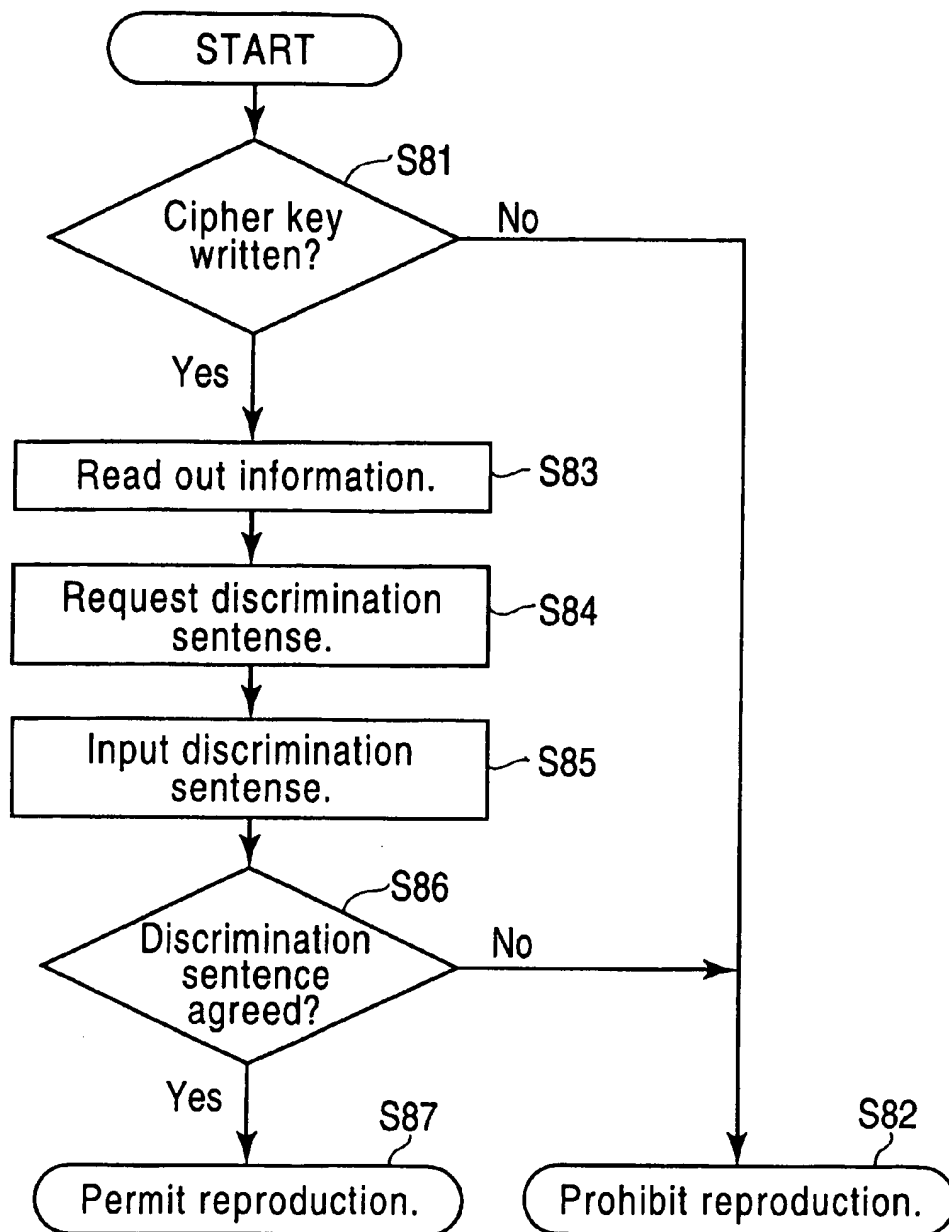 START
S81
Cipher key
written?
No
Yes
Read out information.
S83
Request discrimination
sentense.
S84
Input discrimination
sentense.
S85
S86
Discrimination
sentence
agreed?
No
Yes
S87
S82
Permit reproduction.
Prohibit reproduction.